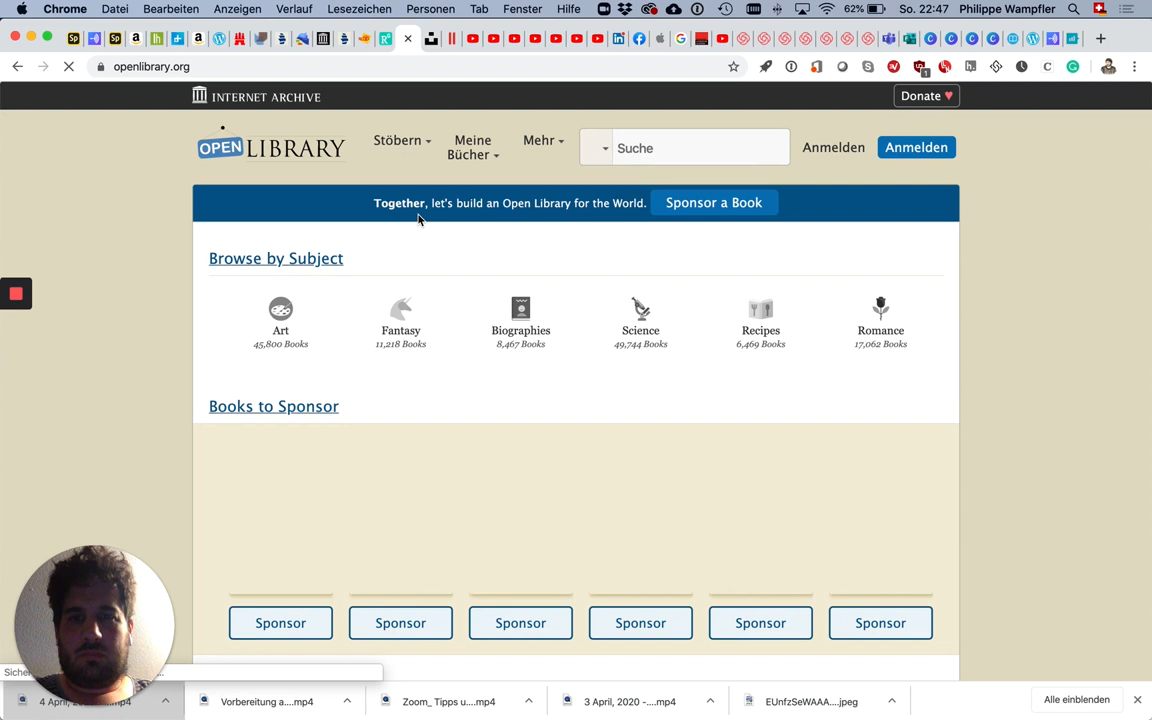 Chrome Datei Bearbeiten Anzeigen Verlauf Lesezeichen Personen Tab Fenster Hilfe 62% So. 22:47 Philippe Wampfler
openlibrary.org
INTERNET ARCHIVE Donate ♥
OPEN LIBRARY Stöbern Meine Bücher Mehr Suche Anmelden Anmelden
Together, let's build an Open Library for the World. Sponsor a Book
Browse by Subject
Art Fantasy Biographies Science Recipes Romance
45,800 Books 11,218 Books 8,467 Books 49,744 Books 6,469 Books 17,062 Books
Books to Sponsor
Sponsor Sponsor Sponsor Sponsor Sponsor Sponsor
4 April, Vorbereitung a....mp4 Zoom_ Tipps u....mp4 3 April, 2020 -....mp4 EUnfzSeWAAA....jpeg Alle einblenden